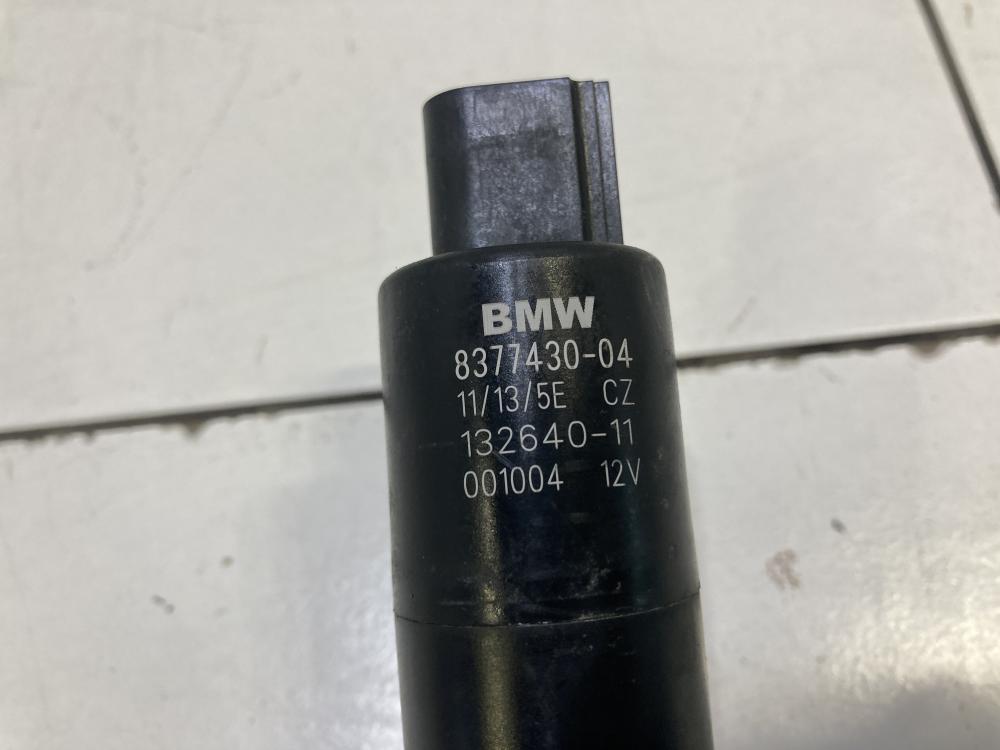 BMW
8377430-04
11/13/5E CZ
132640-11
001004 12V